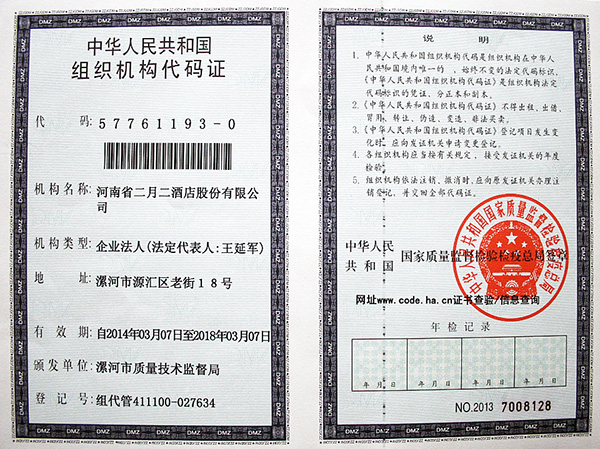 中华人民共和国
组织机构代码证
代 码: 57761193-0
机构名称: 河南省二月二酒店股份有限公
司
机构类型: 企业法人(法定代表人:王延军)
地 址: 漯河市源汇区老街18号
有 效 期: 自2014年03月07日至2018年03月07日
颁发单位: 漯河市质量技术监督局
登 记 号: 组代管411100-027634
说 明
1. 中华人民共和国组织机构代码是组织机构在中华人
民共和国境内唯一的、始终不变的法定代码标识,
《中华人民共和国组织机构代码证》是组织机构法定
代码标识的凭证,分正本和副本。
2. 《中华人民共和国组织机构代码证》不得出租、出借、
冒用、转让、伪造、变造、非法买卖。
3. 《中华人民共和国组织机构代码证》登记项目发生变
化时,应向发证机关申请变更登记。
4. 各组织机构应当按有关规定,接受发证机关的年度
检验。
5. 组织机构依法注销、撤消时,应向原发证机关办理注
销登记,并交回全部代码证。
中华人民
共和国 国家质量监督检验检疫总局签章
网址www.code.ha.cn证书查验/信息查询
年检记录
年 月 日 年 月 日 年 月 日 年 月 日
NO.2013 7008128